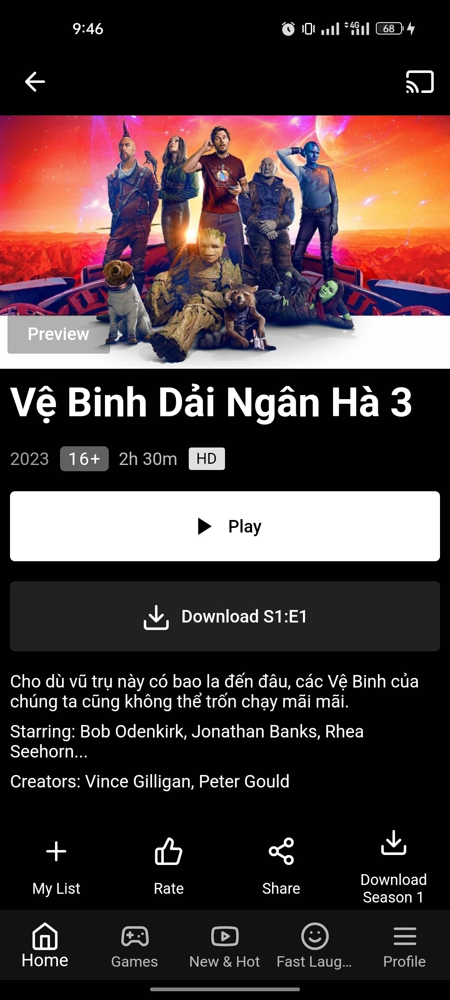 9:46
4G
68
Preview
Vệ Binh Dải Ngân Hà 3
2023 16+ 2h 30m HD
Play
Download S1:E1
Cho dù vũ trụ này có bao la đến đâu, các Vệ Binh của
chúng ta cũng không thể trốn chạy mãi mãi.
Starring: Bob Odenkirk, Jonathan Banks, Rhea
Seehorn...
Creators: Vince Gilligan, Peter Gould
My List
Rate
Share
Download
Season 1
Home
Games
New & Hot
Fast Laug...
Profile